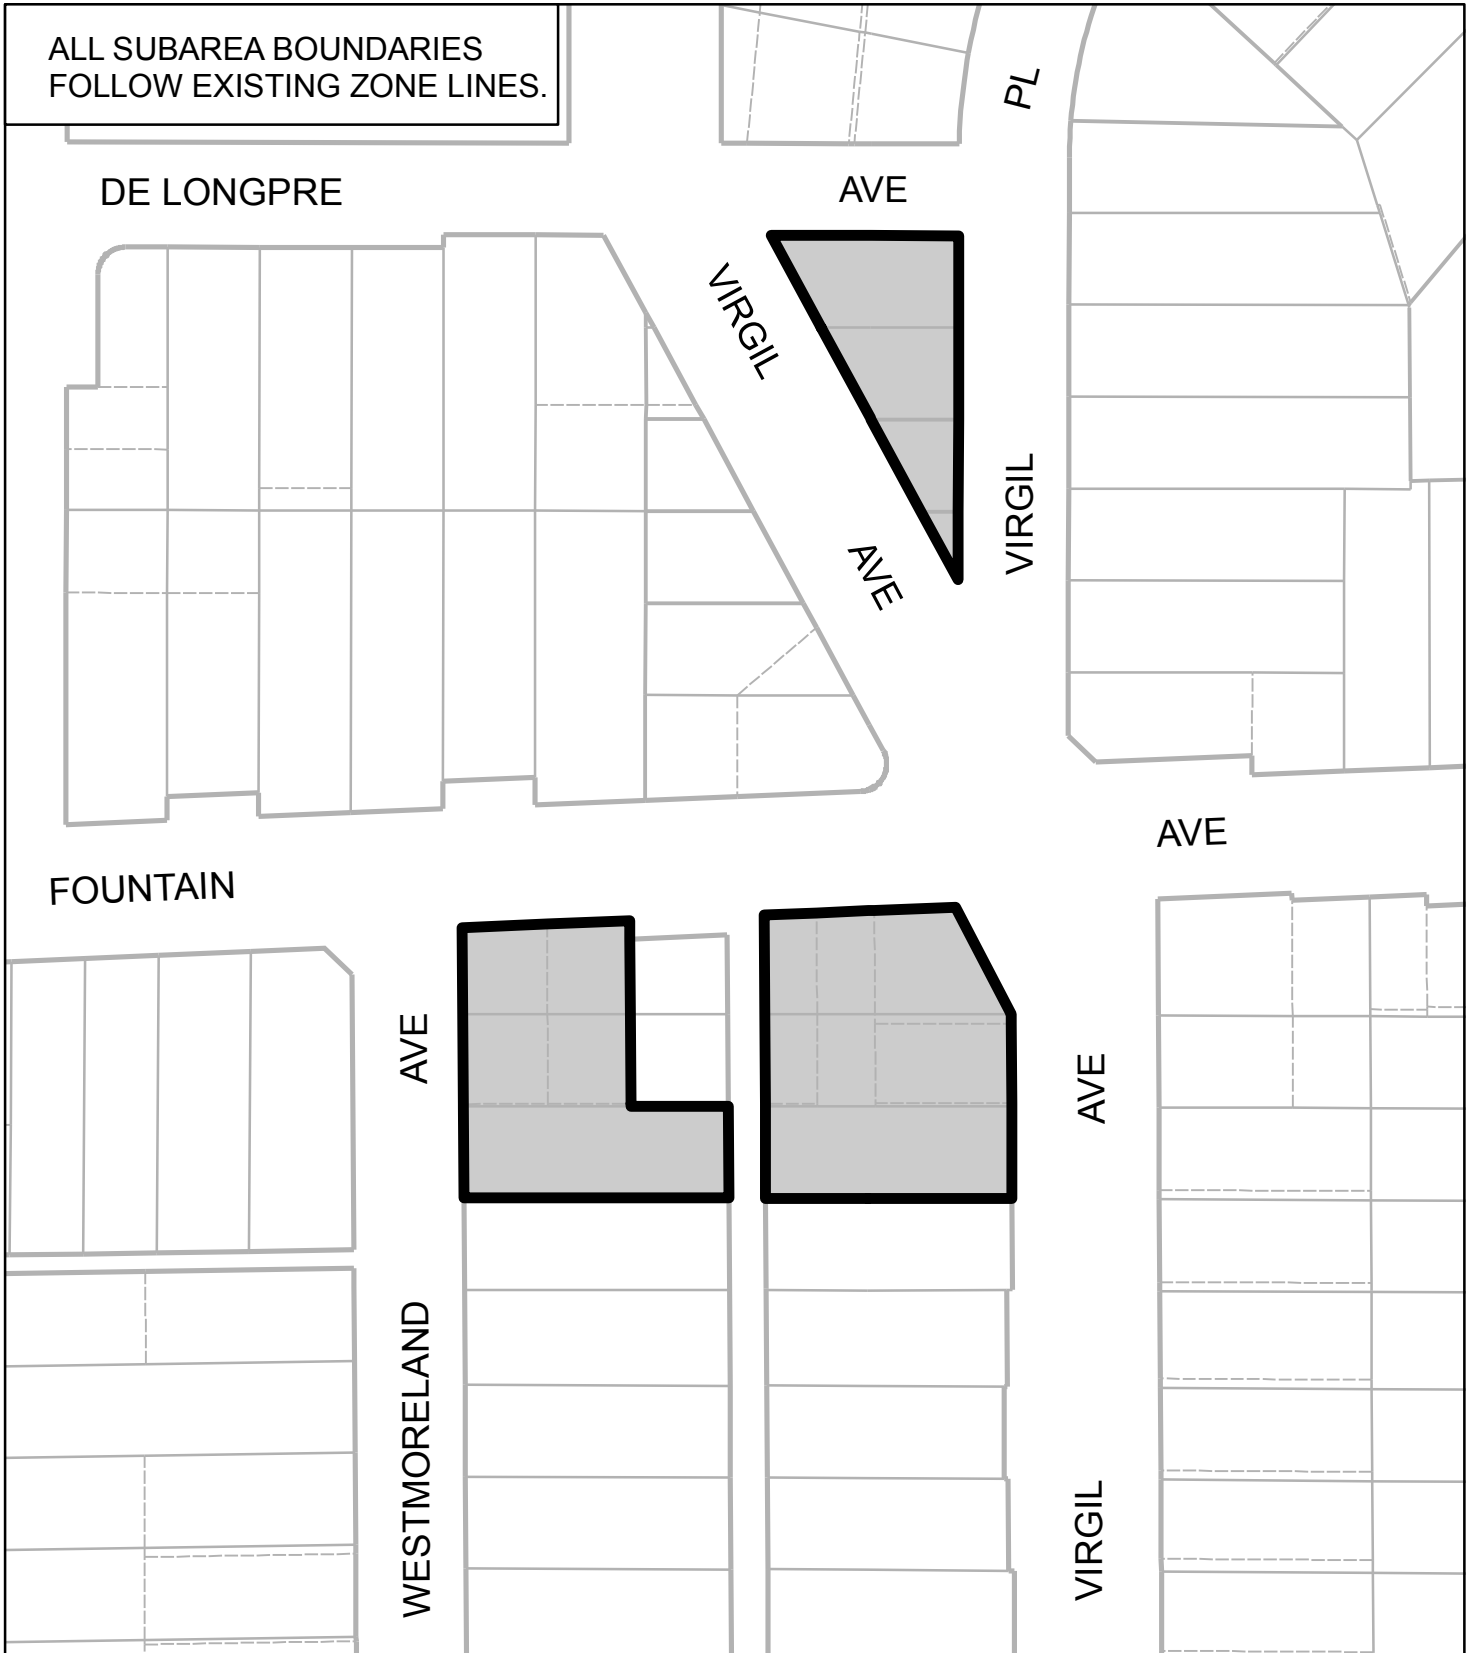 ALL SUBAREA BOUNDARIES
FOLLOW EXISTING ZONE LINES.
PL
DE LONGPRE
AVE
VIRGIL
VIRGIL
AVE
AVE
FOUNTAIN
AVE
AVE
WESTMORELAND
VIRGIL